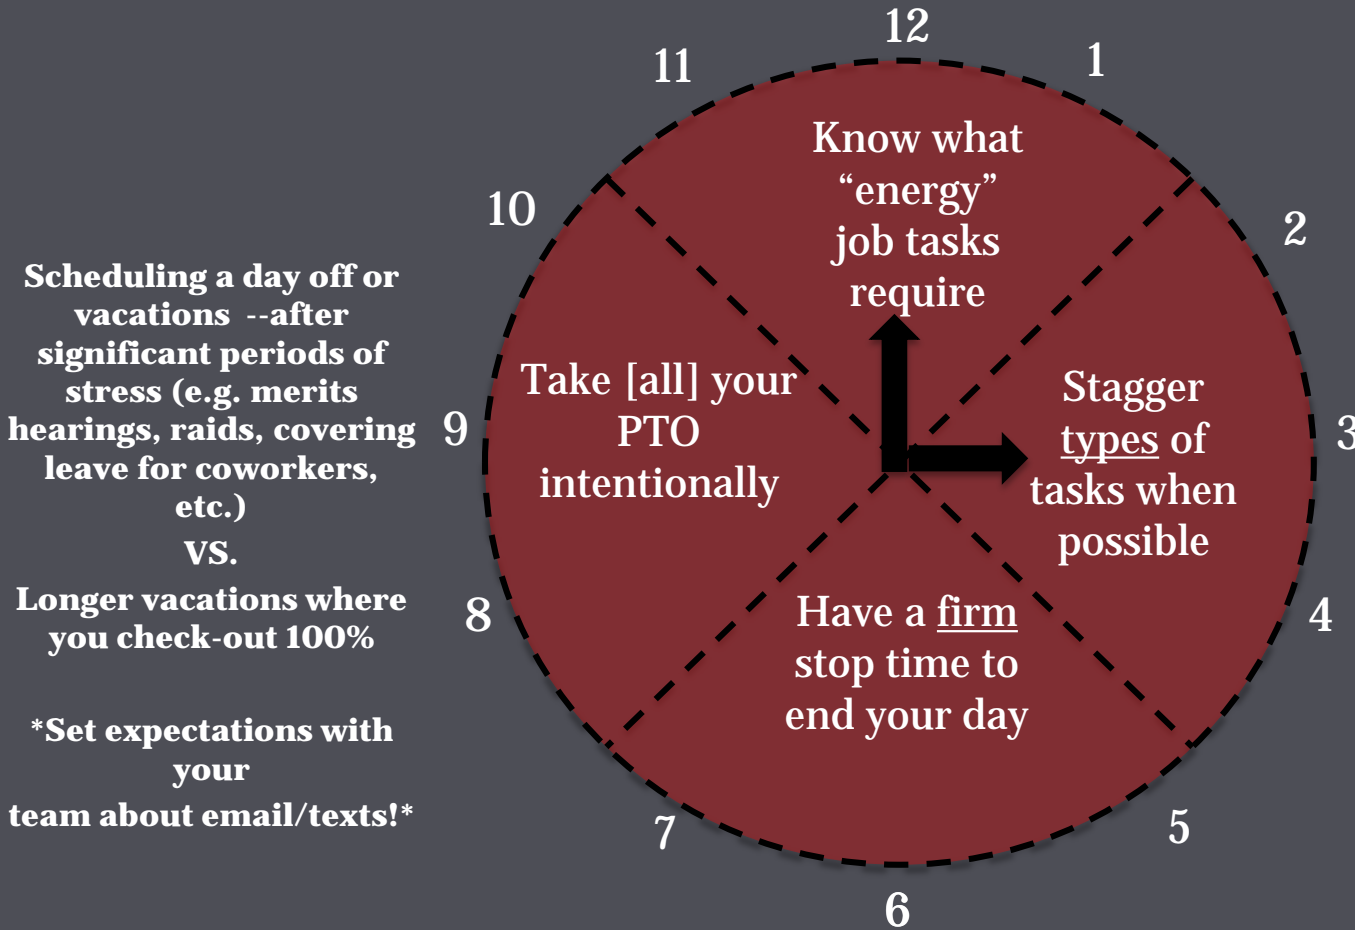 12
11
1
10
2
9
3
8
4
7
5
6
Know what
“energy”
job tasks
require
Stagger
types of
tasks when
possible
Have a firm
stop time to
end your day
Take [all] your
PTO
intentionally
Scheduling a day off or
vacations --after
significant periods of
stress (e.g. merits
hearings, raids, covering
leave for coworkers,
etc.)
VS.
Longer vacations where
you check-out 100%
*Set expectations with
your
team about email/texts!*